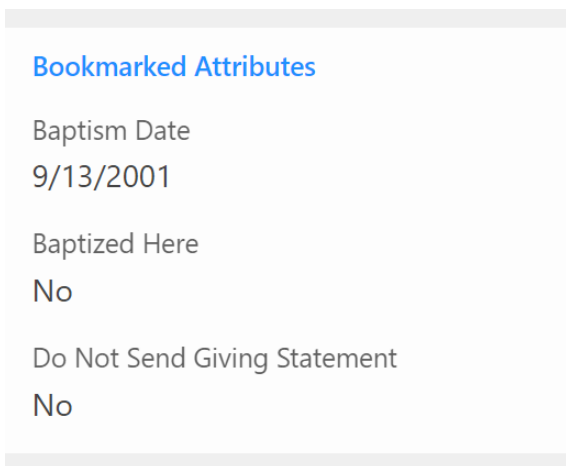 Bookmarked Attributes
Baptism Date
9/13/2001
Baptized Here
No
Do Not Send Giving Statement
No